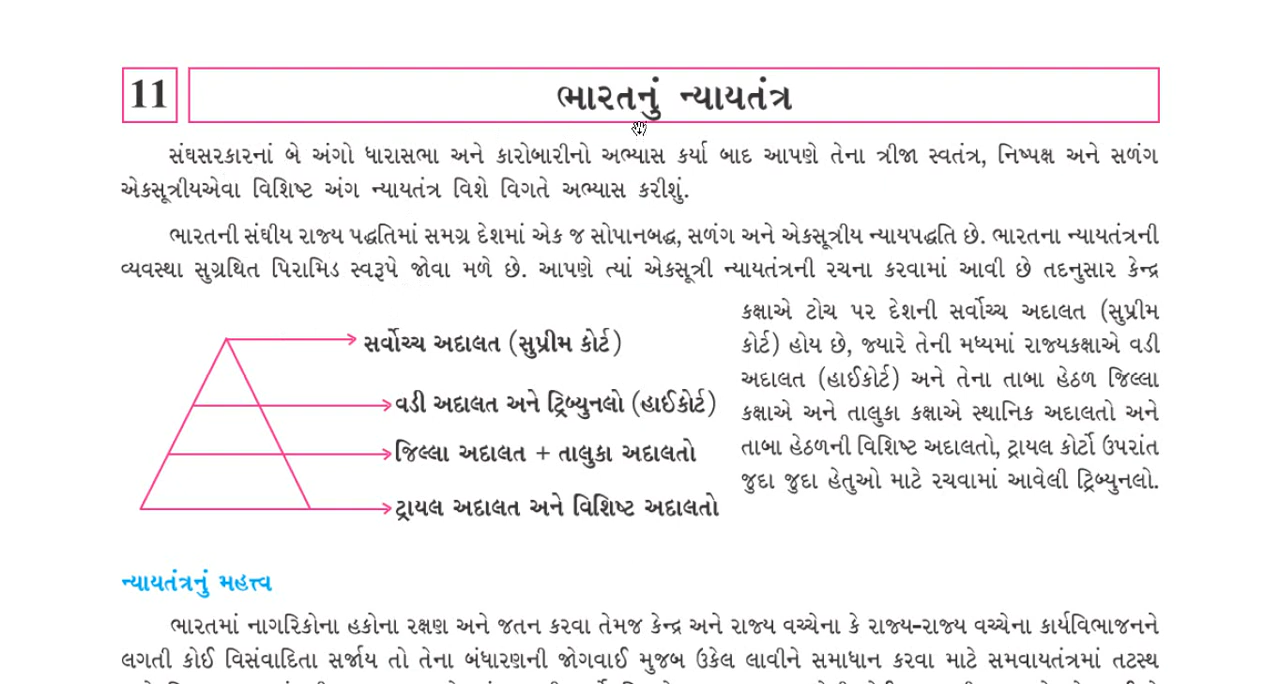 11
ભારતનું ન્યાયતંત્ર
સંઘસરકારનાં બે અંગો ધારાસભા અને કારોબારીનો અભ્યાસ કર્યા બાદ આપણે તેના ત્રીજા સ્વતંત્ર, નિષ્પક્ષ અને સળંગ
એકસૂત્રીયએવા વિશિષ્ટ અંગ ન્યાયતંત્ર વિશે વિગતે અભ્યાસ કરીશું.
ભારતની સંઘીય રાજ્ય પદ્ધતિમાં સમગ્ર દેશમાં એક જ સોપાનબદ્ધ, સળંગ અને એકસૂત્રીય ન્યાયપદ્ધતિ છે. ભારતના ન્યાયતંત્રની
વ્યવસ્થા સુગ્રથિત પિરામિડ સ્વરૂપે જોવા મળે છે. આપણે ત્યાં એકસૂત્રી ન્યાયતંત્રની રચના કરવામાં આવી છે તદનુસાર કેન્દ્ર
કક્ષાએ ટોચ પર દેશની સર્વોચ્ચ અદાલત (સુપ્રીમ
કોર્ટ) હોય છે, જ્યારે તેની મધ્યમાં રાજ્યકક્ષાએ વડી
અદાલત (હાઈકોર્ટ) અને તેના તાબા હેઠળ જિલ્લા
કક્ષાએ અને તાલુકા કક્ષાએ સ્થાનિક અદાલતો અને
તાબા હેઠળની વિશિષ્ટ અદાલતો, ટ્રાયલ કોર્ટો ઉપરાંત
જુદા જુદા હેતુઓ માટે રચવામાં આવેલી ટ્રિબ્યુનલો.
સર્વોચ્ચ અદાલત (સુપ્રીમ કોર્ટ)
વડી અદાલત અને ટ્રિબ્યુનલો (હાઈકોર્ટ)
જિલ્લા અદાલત + તાલુકા અદાલતો
ટ્રાયલ અદાલત અને વિશિષ્ટ અદાલતો
ન્યાયતંત્રનું મહત્ત્વ
ભારતમાં નાગરિકોના હકોના રક્ષણ અને જતન કરવા તેમજ કેન્દ્ર અને રાજ્ય વચ્ચેના કે રાજ્ય-રાજ્ય વચ્ચેના કાર્યવિભાજનને
લગતી કોઈ વિસંવાદિતા સર્જાય તો તેના બંધારણની જોગવાઈ મુજબ ઉકેલ લાવીને સમાધાન કરવા માટે સમવાયતંત્રમાં તટસ્થ